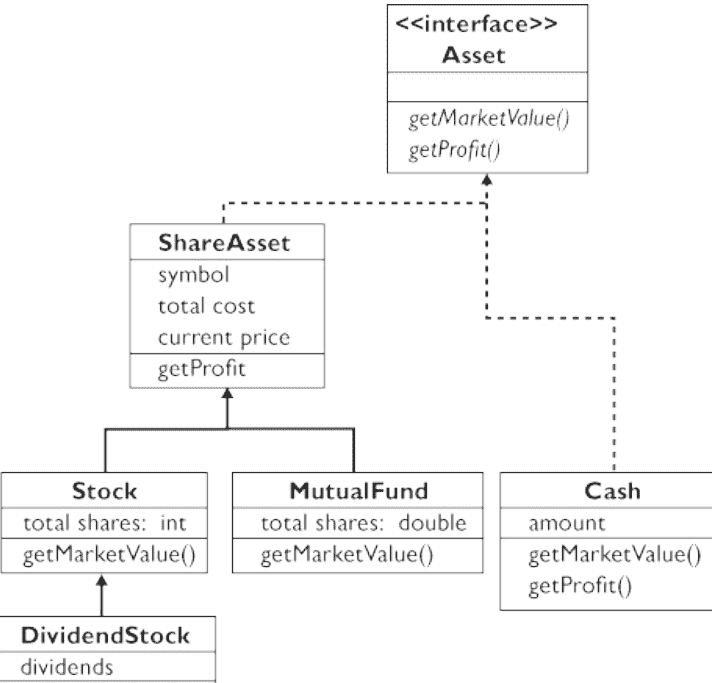 <<interface>>
Asset
getMarketValue()
getProfit()
ShareAsset
symbol
total cost
current price
getProfit
Stock
total shares: int
getMarketValue()
MutualFund
total shares: double
getMarketValue()
Cash
amount
getMarketValue()
getProfit()
DividendStock
dividends